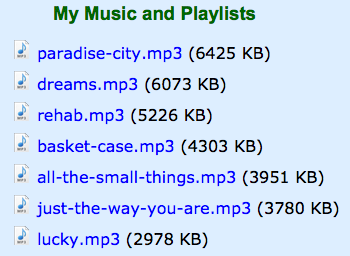 My Music and Playlists
paradise-city.mp3 (6425 KB)
dreams.mp3 (6073 KB)
rehab.mp3 (5226 KB)
basket-case.mp3 (4303 KB)
all-the-small-things.mp3 (3951 KB)
just-the-way-you-are.mp3 (3780 KB)
lucky.mp3 (2978 KB)